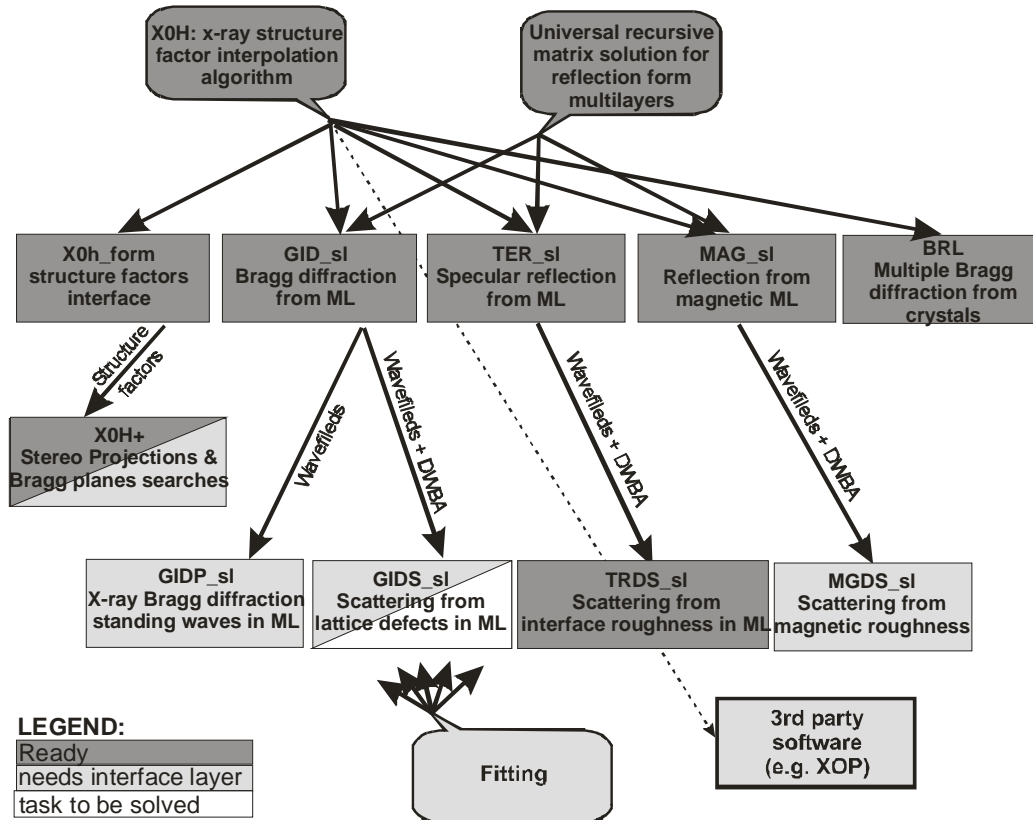 X0H: x-ray structure
factor interpolation
algorithm
Universal recursive
matrix solution for
reflection form
multilayers
X0h_form
structure factors
interface
GID_sl
Bragg diffraction
from ML
TER_sl
Specular reflection
from ML
MAG_sl
Reflection from
magnetic ML
BRL
Multiple Bragg
diffraction from
crystals
Structure
factors
Wavefileds
Wavefileds + DWBA
Wavefileds + DWBA
Wavefileds + DWBA
X0H+
Stereo Projections &
Bragg planes searches
GIDP_sl
X-ray Bragg diffraction
standing waves in ML
GIDS_sl
Scattering from
lattice defects in ML
TRDS_sl
Scattering from
interface roughness in ML
MGDS_sl
Scattering from
magnetic roughness
LEGEND:
Ready
needs interface layer
task to be solved
Fitting
3rd party
software
(e.g. XOP)